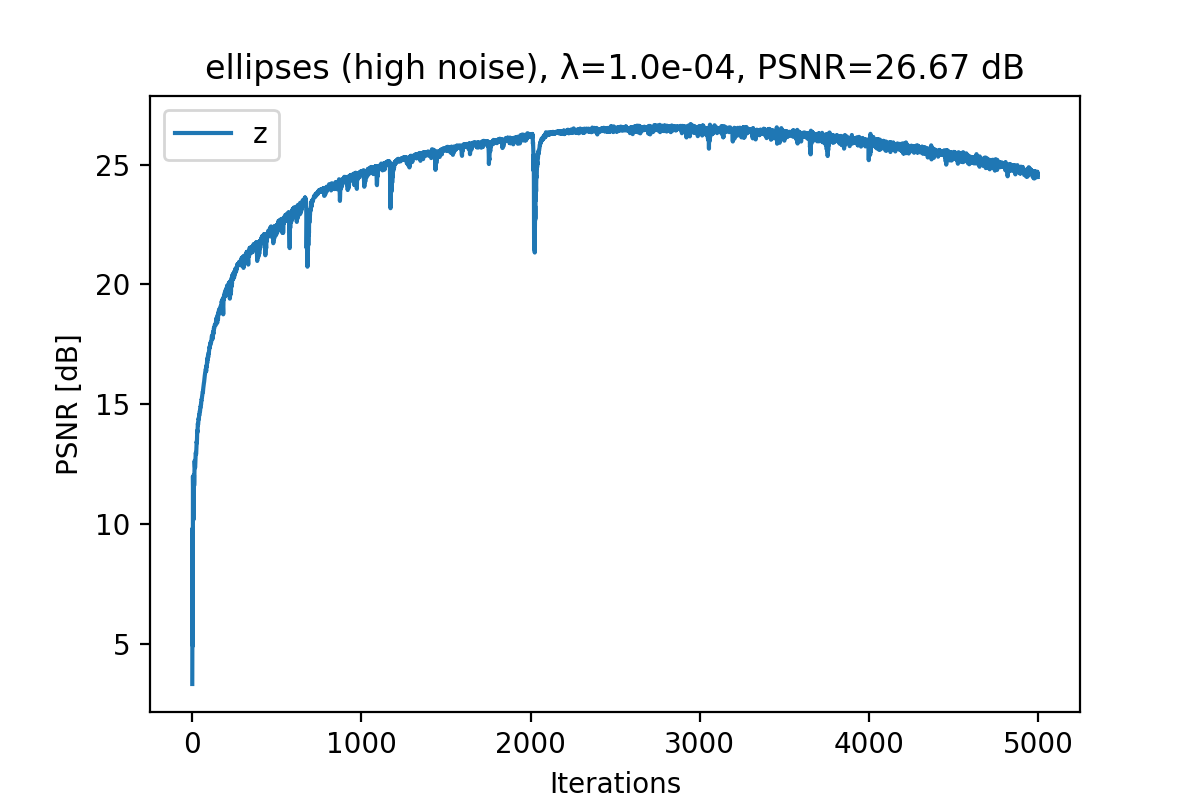 ellipses (high noise), λ=1.0e-04, PSNR=26.67 dB
z
PSNR [dB]
25
20
15
10
5
0 1000 2000 3000 4000 5000
Iterations